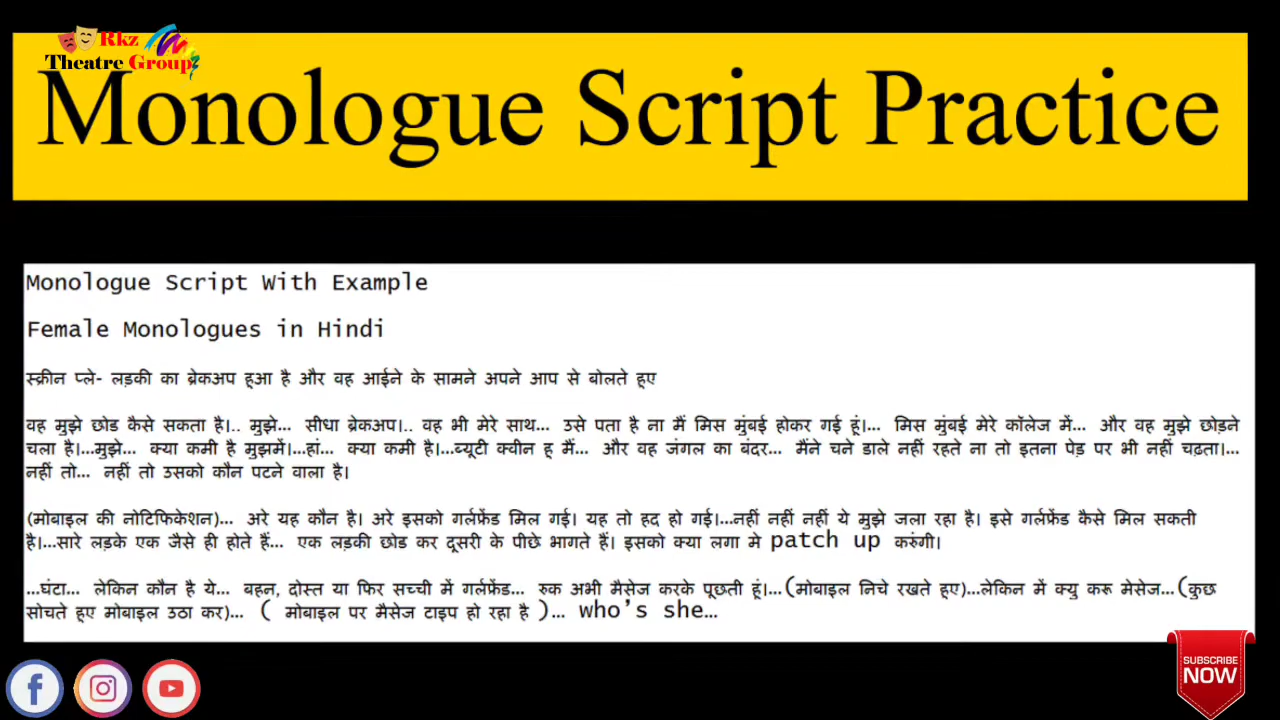 Rkz
Theatre Group
Monologue Script Practice
Monologue Script With Example
Female Monologues in Hindi
स्क्रीन प्ले- लड़की का ब्रेकअप हूआ है और वह आईने के सामने अपने आप से बोलते हूए
वह मुझे छोड कैसे सकता है।.. मुझे... सीधा ब्रेकअप।.. वह भी मेरे साथ... उसे पता है ना मैं मिस मुंबई होकर गई हूं।... मिस मुंबई मेरे कॉलेज में... और वह मुझे छोड़ने
चला है।...मुझे... क्या कमी है मुझमें।...हां... क्या कमी है।...ब्यूटी क्वीन हू मैं... और वह जंगल का बंदर... मैंने चने डाले नहीं रहते ना तो इतना पेड़ पर भी नहीं चढ़ता।...
नहीं तो... नहीं तो उसको कौन पटने वाला है।
(मोबाइल की नोटिफिकेशन)... अरे यह कौन है। अरे इसको गर्लफ्रेंड मिल गई। यह तो हद हो गई।...नहीं नहीं नहीं ये मुझे जला रहा है। इसे गर्लफ्रेंड कैसे मिल सकती
है।...सारे लड़के एक जैसे ही होते हैं... एक लड़की छोड कर दूसरी के पीछे भागते हैं। इसको क्या लगा मे patch up करुंगी।
...घंटा... लेकिन कौन है ये... बहन, दोस्त या फिर सच्ची में गर्लफ्रेंड... रुक अभी मैसेज करके पूछती हूं।...(मोबाइल निचे रखते हूए)...लेकिन में क्यु करू मेसेज...(कुछ
सोचते हूए मोबाइल उठा कर)... ( मोबाइल पर मैसेज टाइप हो रहा है )... who's she...
SUBSCRIBE
NOW